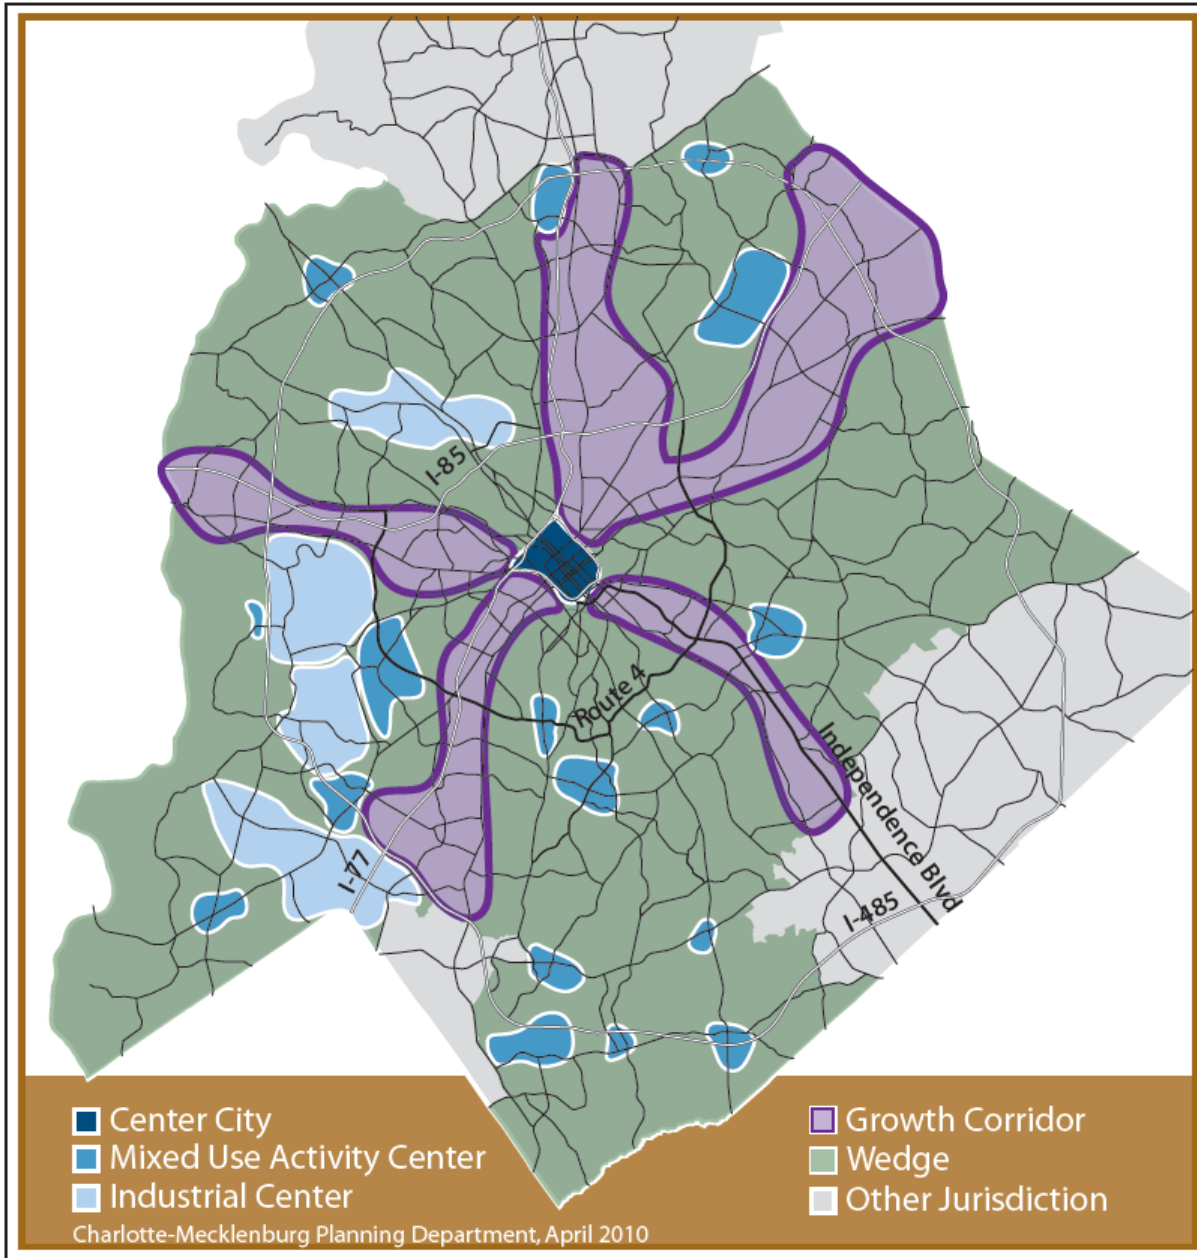 I-85
Route 4
Independence Blvd
I-77
I-485
Center City
Mixed Use Activity Center
Industrial Center
Growth Corridor
Wedge
Other Jurisdiction
Charlotte-Mecklenburg Planning Department, April 2010